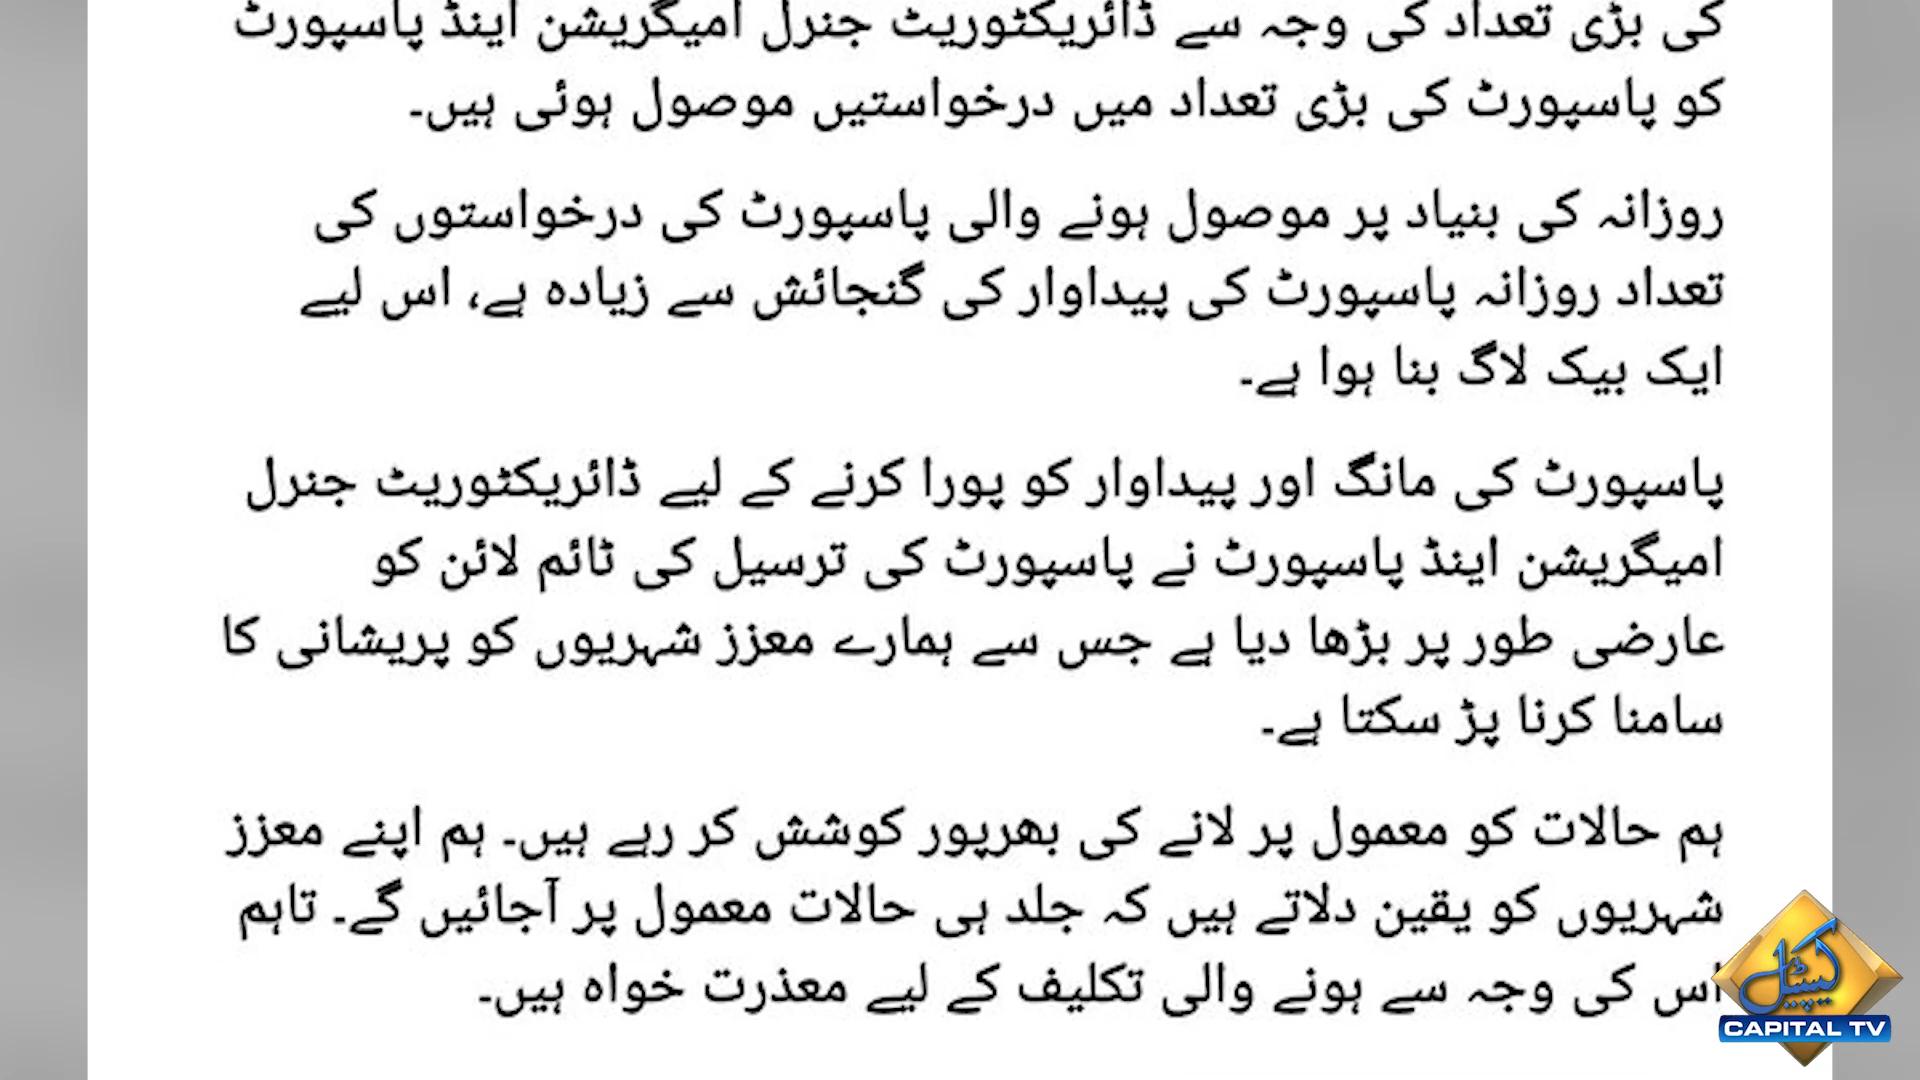 کی بڑی تعداد کی وجہ سے ڈائریکٹوریٹ جنرل امیگریشن اینڈ پاسپورٹ
کو پاسپورٹ کی بڑی تعداد میں درخواستیں موصول ہوئی ہیں۔
روزانہ کی بنیاد پر موصول ہونے والی پاسپورٹ کی درخواستوں کی
تعداد روزانہ پاسپورٹ کی پیداوار کی گنجائش سے زیادہ ہے، اس لیے
ایک بیک لاگ بنا ہوا ہے۔
پاسپورٹ کی مانگ اور پیداوار کو پورا کرنے کے لیے ڈائریکٹوریٹ جنرل
امیگریشن اینڈ پاسپورٹ نے پاسپورٹ کی ترسیل کی ٹائم لائن کو
عارضی طور پر بڑھا دیا ہے جس سے ہمارے معزز شہریوں کو پریشانی کا
سامنا کرنا پڑ سکتا ہے۔
ہم حالات کو معمول پر لانے کی بھرپور کوشش کر رہے ہیں۔ ہم اپنے معزز
شہریوں کو یقین دلاتے ہیں کہ جلد ہی حالات معمول پر آجائیں گے۔ تاہم
اس کی وجہ سے ہونے والی تکلیف کے لیے معذرت خواہ ہیں۔
کیپیٹل
CAPITAL TV